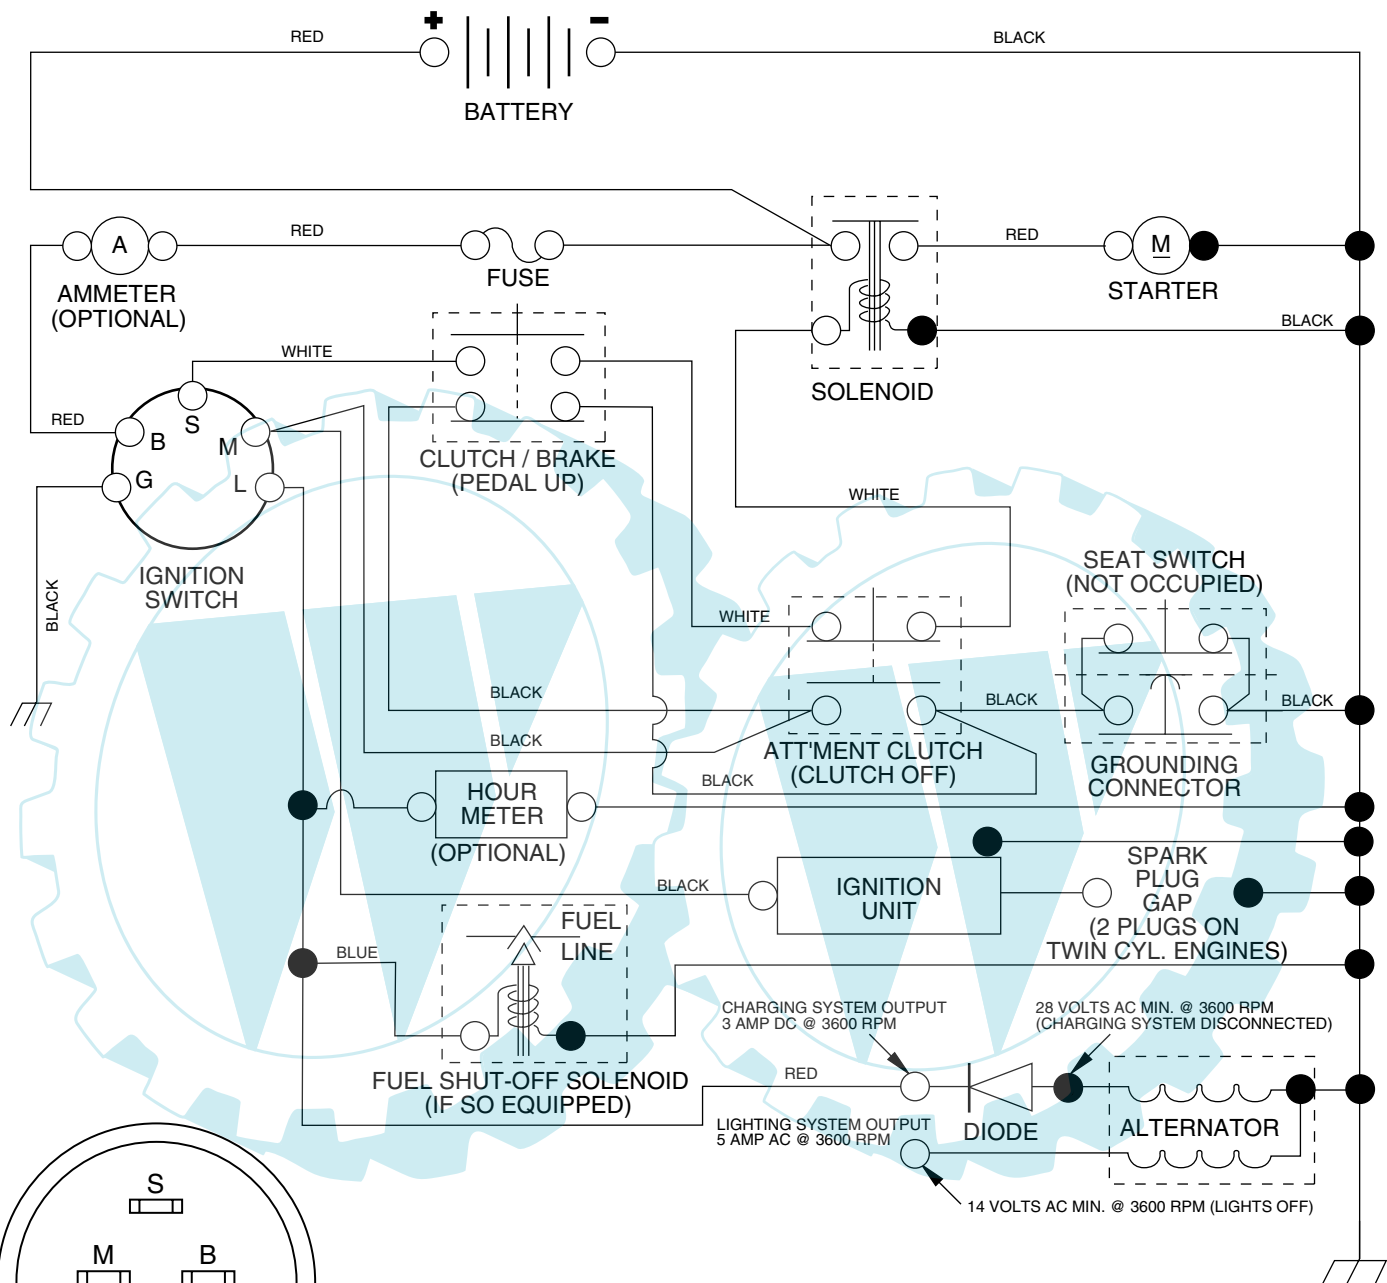 +
−
RED
BLACK
BATTERY
A
RED
RED
M
FUSE
AMMETER
(OPTIONAL)
STARTER
BLACK
WHITE
SOLENOID
RED
S
B
M
G
L
CLUTCH / BRAKE
(PEDAL UP)
WHITE
IGNITION
SWITCH
BLACK
SEAT SWITCH
(NOT OCCUPIED)
WHITE
BLACK
BLACK
BLACK
BLACK
ATT'MENT CLUTCH
(CLUTCH OFF)
BLACK
GROUNDING
CONNECTOR
HOUR
METER
(OPTIONAL)
BLACK
IGNITION
UNIT
SPARK
PLUG
GAP
(2 PLUGS ON
TWIN CYL. ENGINES)
FUEL
LINE
BLUE
CHARGING SYSTEM OUTPUT
3 AMP DC @ 3600 RPM
28 VOLTS AC MIN. @ 3600 RPM
(CHARGING SYSTEM DISCONNECTED)
FUEL SHUT-OFF SOLENOID
(IF SO EQUIPPED)
RED
LIGHTING SYSTEM OUTPUT
5 AMP AC @ 3600 RPM
DIODE
ALTERNATOR
14 VOLTS AC MIN. @ 3600 RPM (LIGHTS OFF)
S
M
B